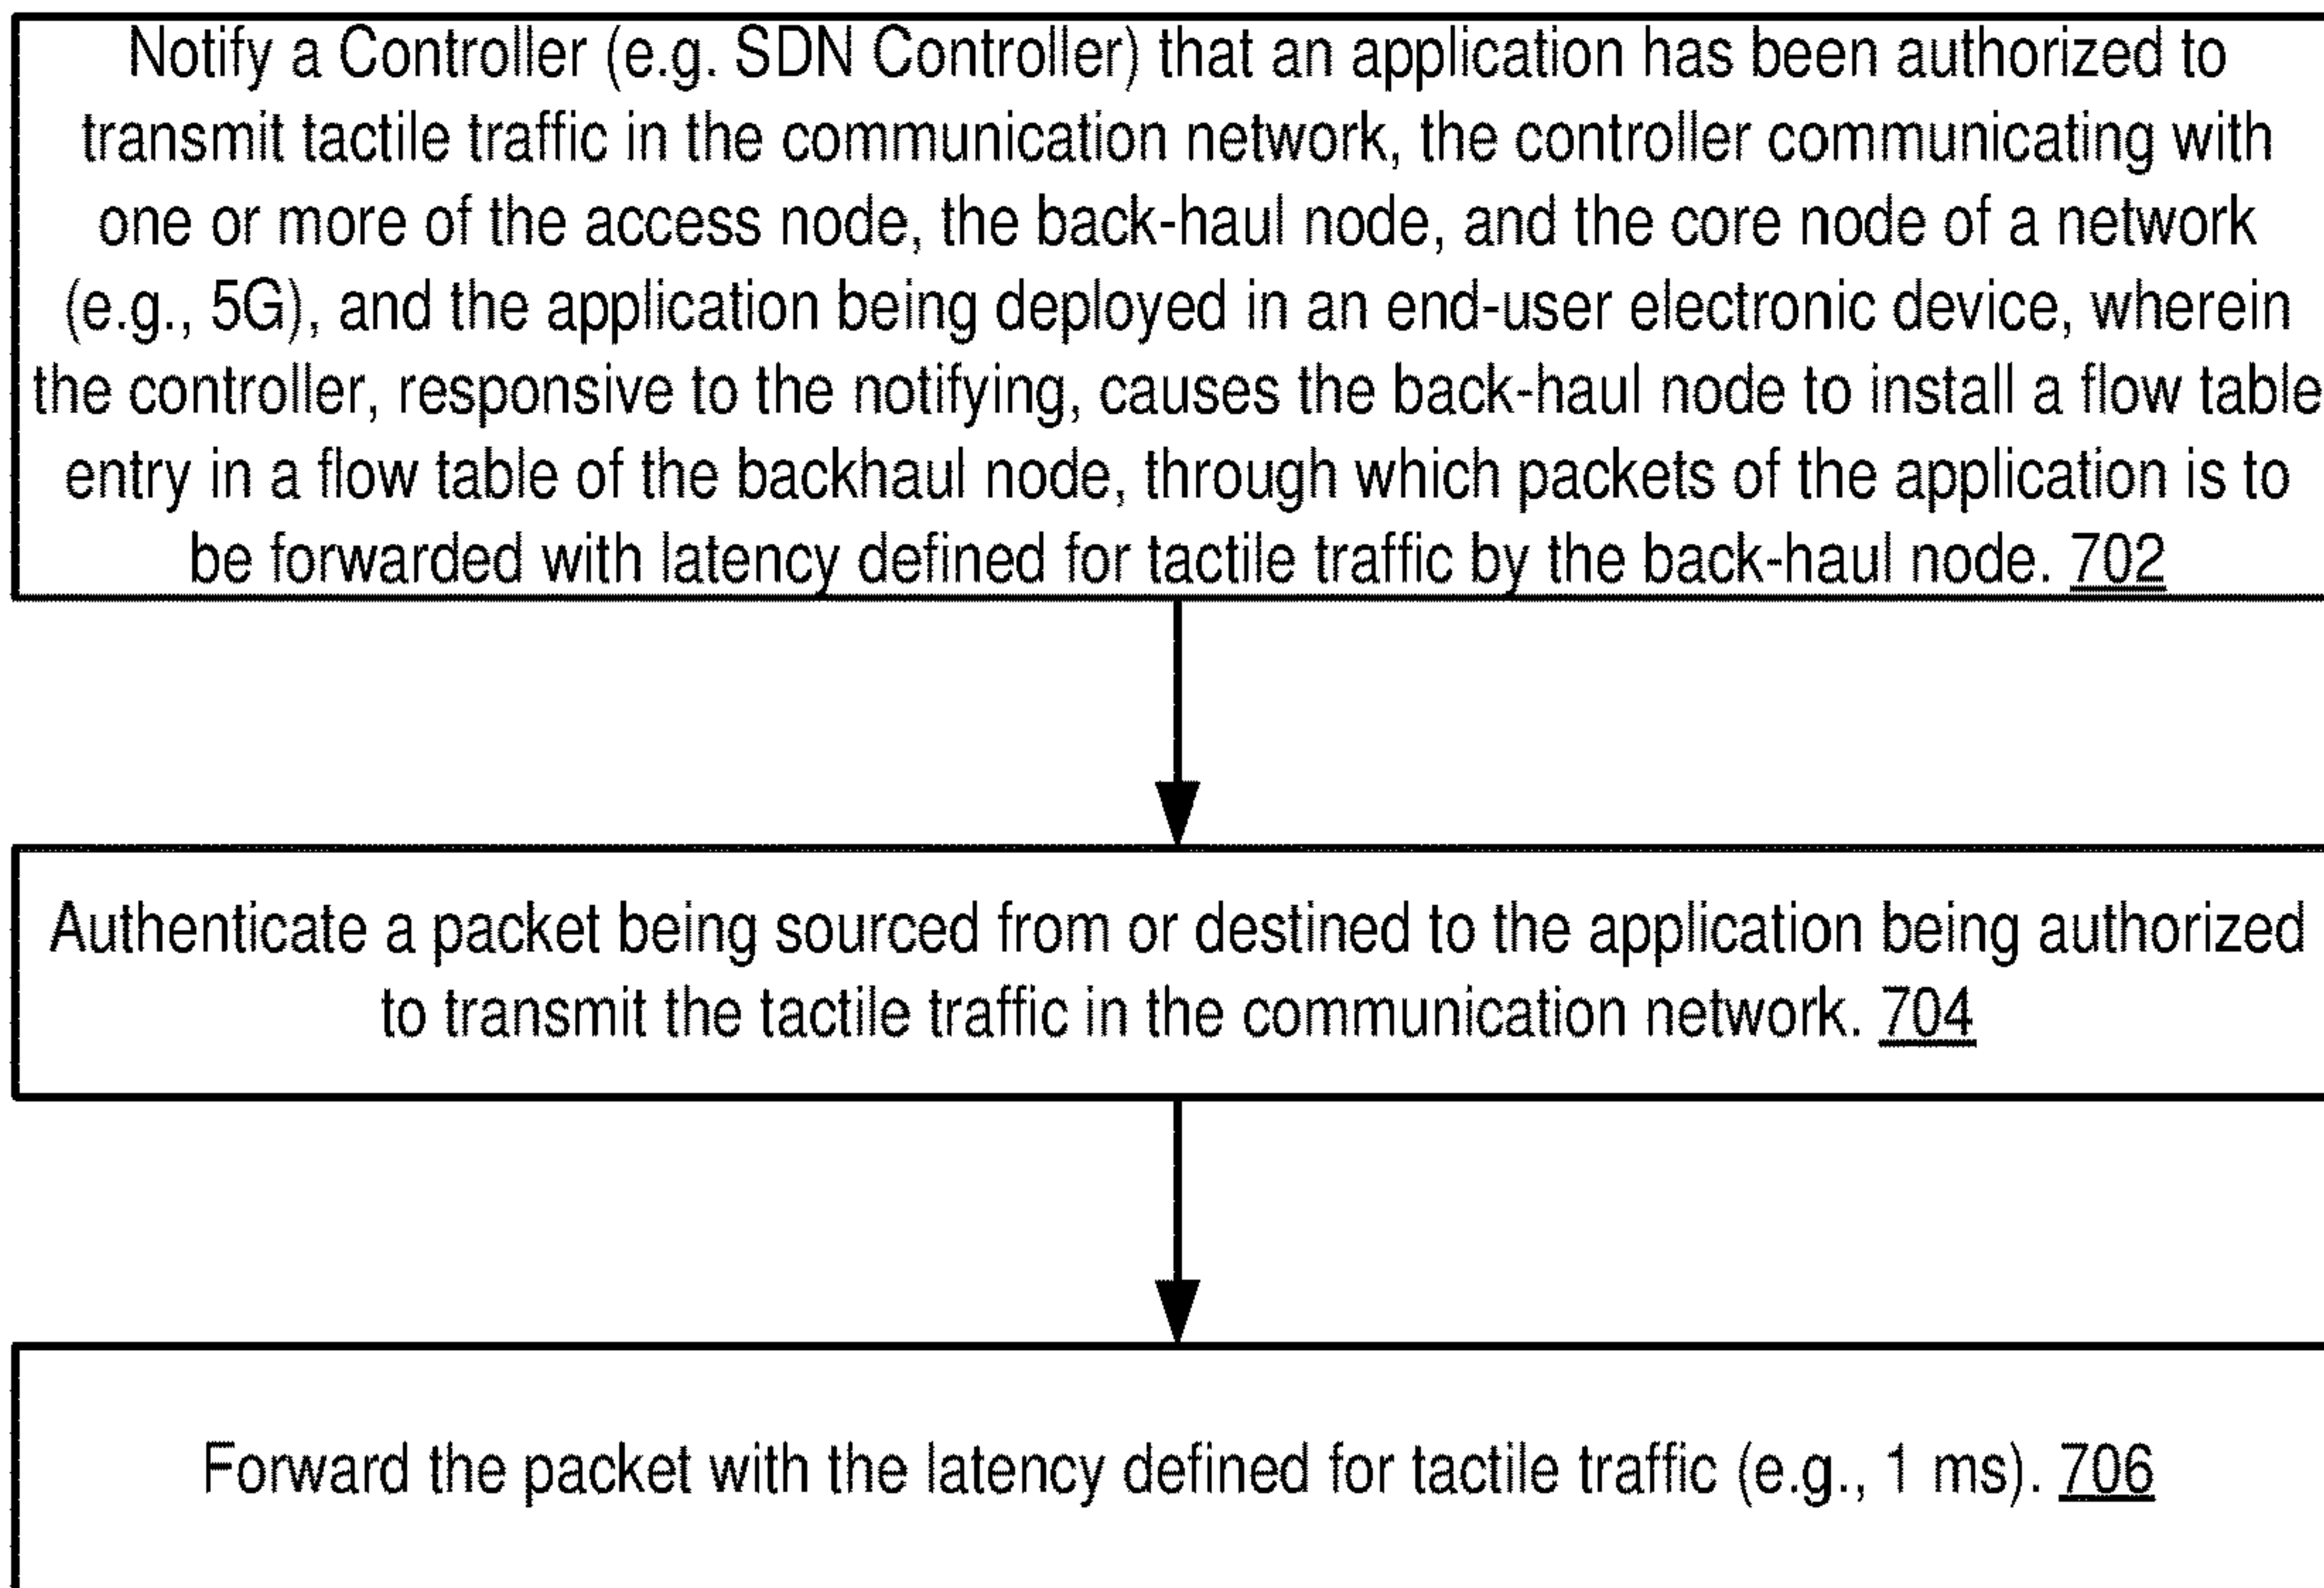 Notify a Controller (e.g. SDN Controller) that an application has been authorized to
transmit tactile traffic in the communication network, the controller communicating with
one or more of the access node, the back-haul node, and the core node of a network
(e.g., 5G), and the application being deployed in an end-user electronic device, wherein
the controller, responsive to the notifying, causes the back-haul node to install a flow table
entry in a flow table of the backhaul node, through which packets of the application is to
be forwarded with latency defined for tactile traffic by the back-haul node. 702
Authenticate a packet being sourced from or destined to the application being authorized
to transmit the tactile traffic in the communication network. 704
Forward the packet with the latency defined for tactile traffic (e.g., 1 ms). 706